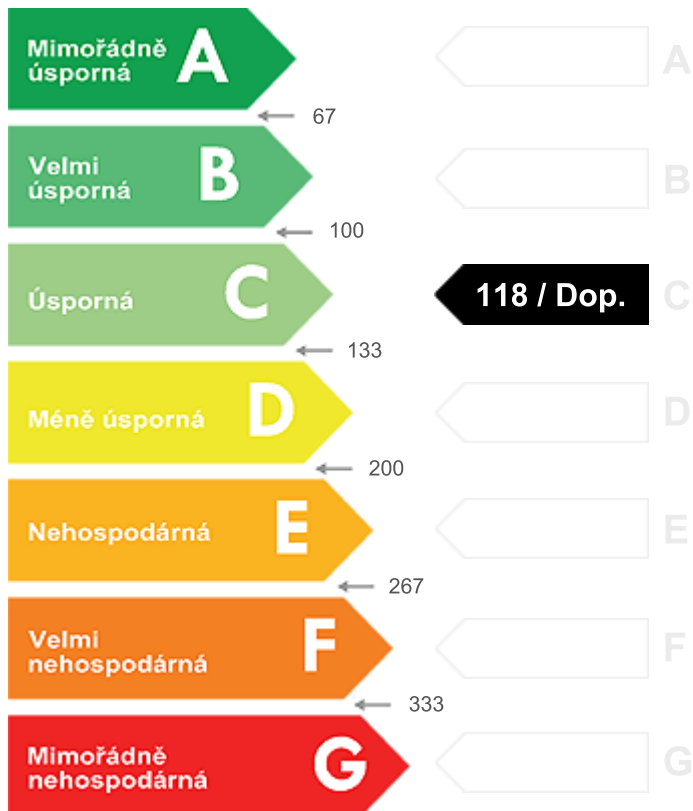 Mimořádně
úsporná
A
A
67
Velmi
úsporná
B
B
100
Úsporná
C
118 / Dop.
C
133
Méně úsporná
D
D
200
Nehospodárná
E
E
267
Velmi
nehospodárná
F
F
333
Mimořádně
nehospodárná
G
G